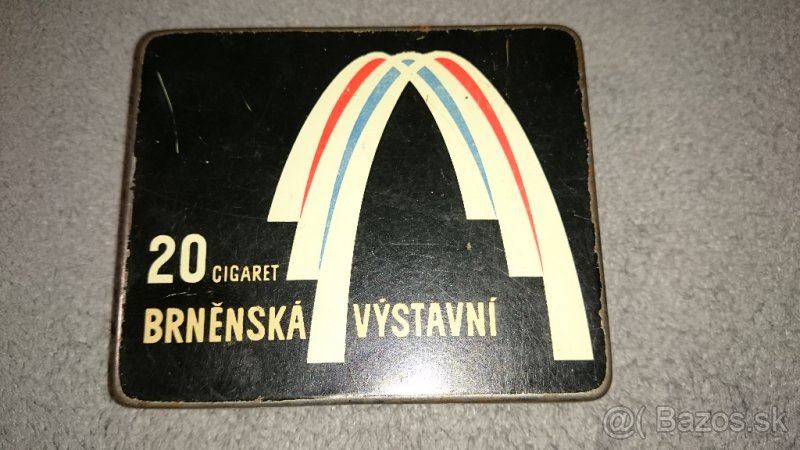 20 CIGARET
BRNĚNSKÁ VÝSTAVNÍ
@( Bazos.sk